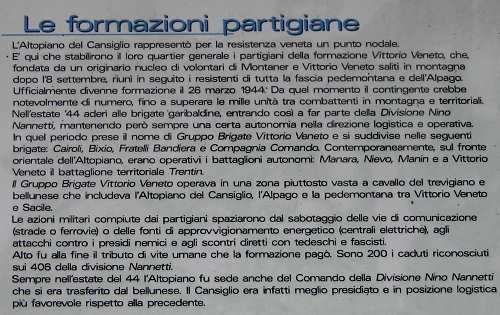 Le formazioni partigiane
L'Altopiano del Cansiglio rappresentò per la resistenza veneta un punto nodale.
E' qui che stabilirono il loro quartier generale i partigiani della formazione Vittorio Veneto, che,
fondata da un originario nucleo di volontari di Montaner e Vittorio Veneto saliti in montagna
dopo l'8 settembre, riunì in seguito i resistenti di tutta la fascia pedemontana e dell'Alpago.
Ufficialmente divenne formazione il 26 marzo 1944. Da quel momento il contingente crebbe
notevolmente di numero, fino a superare le mille unità tra combattenti in montagna e territoriali.
Nell'estate '44 aderì alle brigate garibaldine, entrando così a far parte della Divisione Nino
Nannetti, mantenendo però sempre una certa autonomia nella direzione logistica e operativa.
In quel periodo prese il nome di Gruppo Brigate Vittorio Veneto e si suddivise nelle seguenti
brigate: Cairoli, Bixio, Fratelli Bandiera e Compagnia Comando. Contemporaneamente, sul fronte
orientale dell'Altopiano, erano operativi i battaglioni autonomi: Manara, Nievo, Manin e a Vittorio
Veneto il battaglione territoriale Trentin.
Il Gruppo Brigate Vittorio Veneto operava in una zona piuttosto vasta a cavallo del trevigiano e
bellunese che includeva l'Altopiano del Cansiglio, l'Alpago e la pedemontana tra Vittorio Veneto
e Sacile.
Le azioni militari compiute dai partigiani spaziarono dal sabotaggio delle vie di comunicazione
(strade o ferrovie) o delle fonti di approvvigionamento energetico (centrali elettriche), agli
attacchi contro i presidi nemici e agli scontri diretti con tedeschi e fascisti.
Alto fu alla fine il tributo di vite umane che la formazione pagò. Sono 200 i caduti riconosciuti
sui 406 della divisione Nannetti.
Sempre nell'estate del 44 l'Altopiano fu sede anche del Comando della Divisione Nino Nannetti
che si era trasferito dal bellunese. Il Cansiglio era infatti meglio presidiato e in posizione logistica
più favorevole rispetto alla precedente.